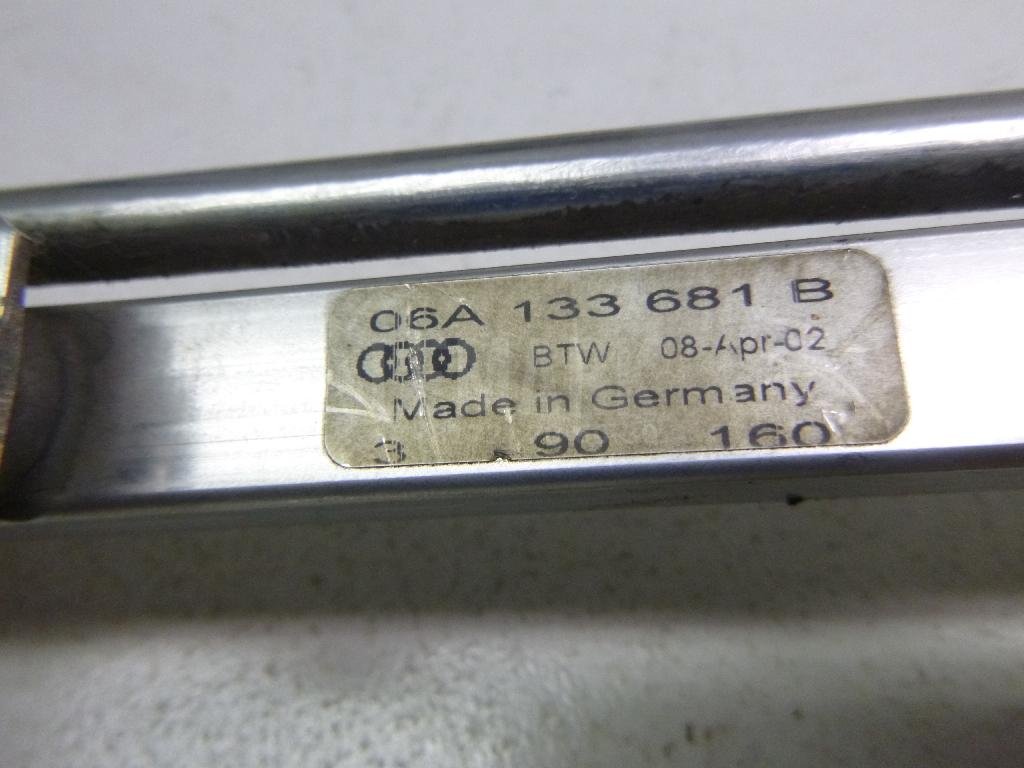 06A 133 681 B
BTW 08-Apr-02
Made in Germany
3 90 160